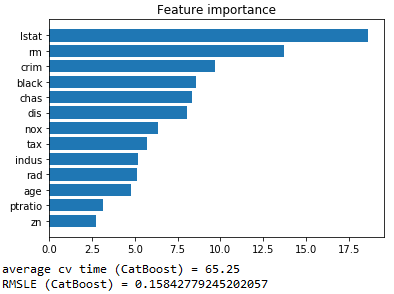 Feature importance
lstat
rm
crim
black
chas
dis
nox
tax
indus
rad
age
ptratio
zn
0.0 2.5 5.0 7.5 10.0 12.5 15.0 17.5
average cv time (CatBoost) = 65.25
RMSLE (CatBoost) = 0.15842779245202057